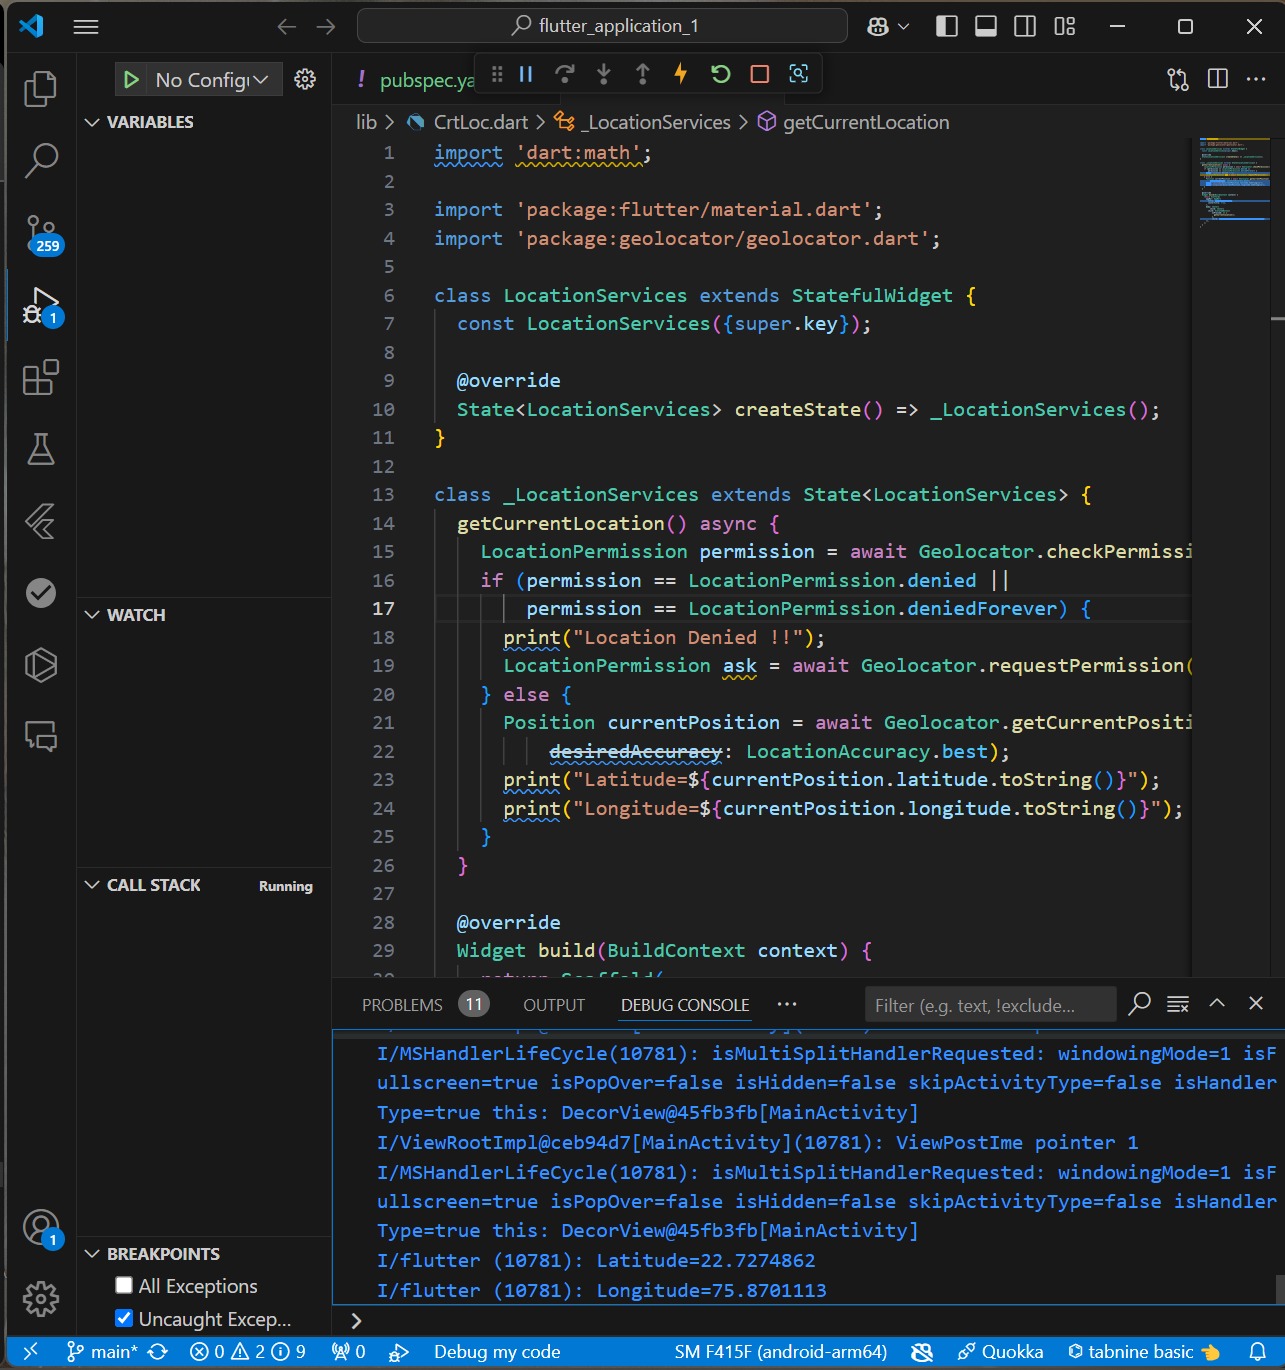 flutter_application_1
No Config
pubspec.ya
lib > CrtLoc.dart > _LocationServices > getCurrentLocation
VARIABLES
259
1
WATCH
CALL STACK
Running
BREAKPOINTS
All Exceptions
Uncaught Excep...
1
1 import 'dart:math';
2
3 import 'package:flutter/material.dart';
4 import 'package:geolocator/geolocator.dart';
5
6 class LocationServices extends StatefulWidget {
7 const LocationServices({super.key});
8
9 @override
10 State<LocationServices> createState() => _LocationServices();
11 }
12
13 class _LocationServices extends State<LocationServices> {
14 getCurrentLocation() async {
15 LocationPermission permission = await Geolocator.checkPermissi
16 if (permission == LocationPermission.denied ||
17 permission == LocationPermission.deniedForever) {
18 print("Location Denied !!");
19 LocationPermission ask = await Geolocator.requestPermission(
20 } else {
21 Position currentPosition = await Geolocator.getCurrentPositi
22 desiredAccuracy: LocationAccuracy.best);
23 print("Latitude=${currentPosition.latitude.toString()}");
24 print("Longitude=${currentPosition.longitude.toString()}");
25 }
26 }
27
28 @override
29 Widget build(BuildContext context) {
PROBLEMS 11 OUTPUT DEBUG CONSOLE ... Filter (e.g. text, !exclude...
I/MSHandlerLifeCycle(10781): isMultiSplitHandlerRequested: windowingMode=1 isF
ullscreen=true isPopOver=false isHidden=false skipActivityType=false isHandler
Type=true this: DecorView@45fb3fb[MainActivity]
I/ViewRootImpl@ceb94d7[MainActivity](10781): ViewPostIme pointer 1
I/MSHandlerLifeCycle(10781): isMultiSplitHandlerRequested: windowingMode=1 isF
ullscreen=true isPopOver=false isHidden=false skipActivityType=false isHandler
Type=true this: DecorView@45fb3fb[MainActivity]
I/flutter (10781): Latitude=22.7274862
I/flutter (10781): Longitude=75.8701113
main* 0 2 9 0 Debug my code SM F415F (android-arm64) Quokka tabnine basic